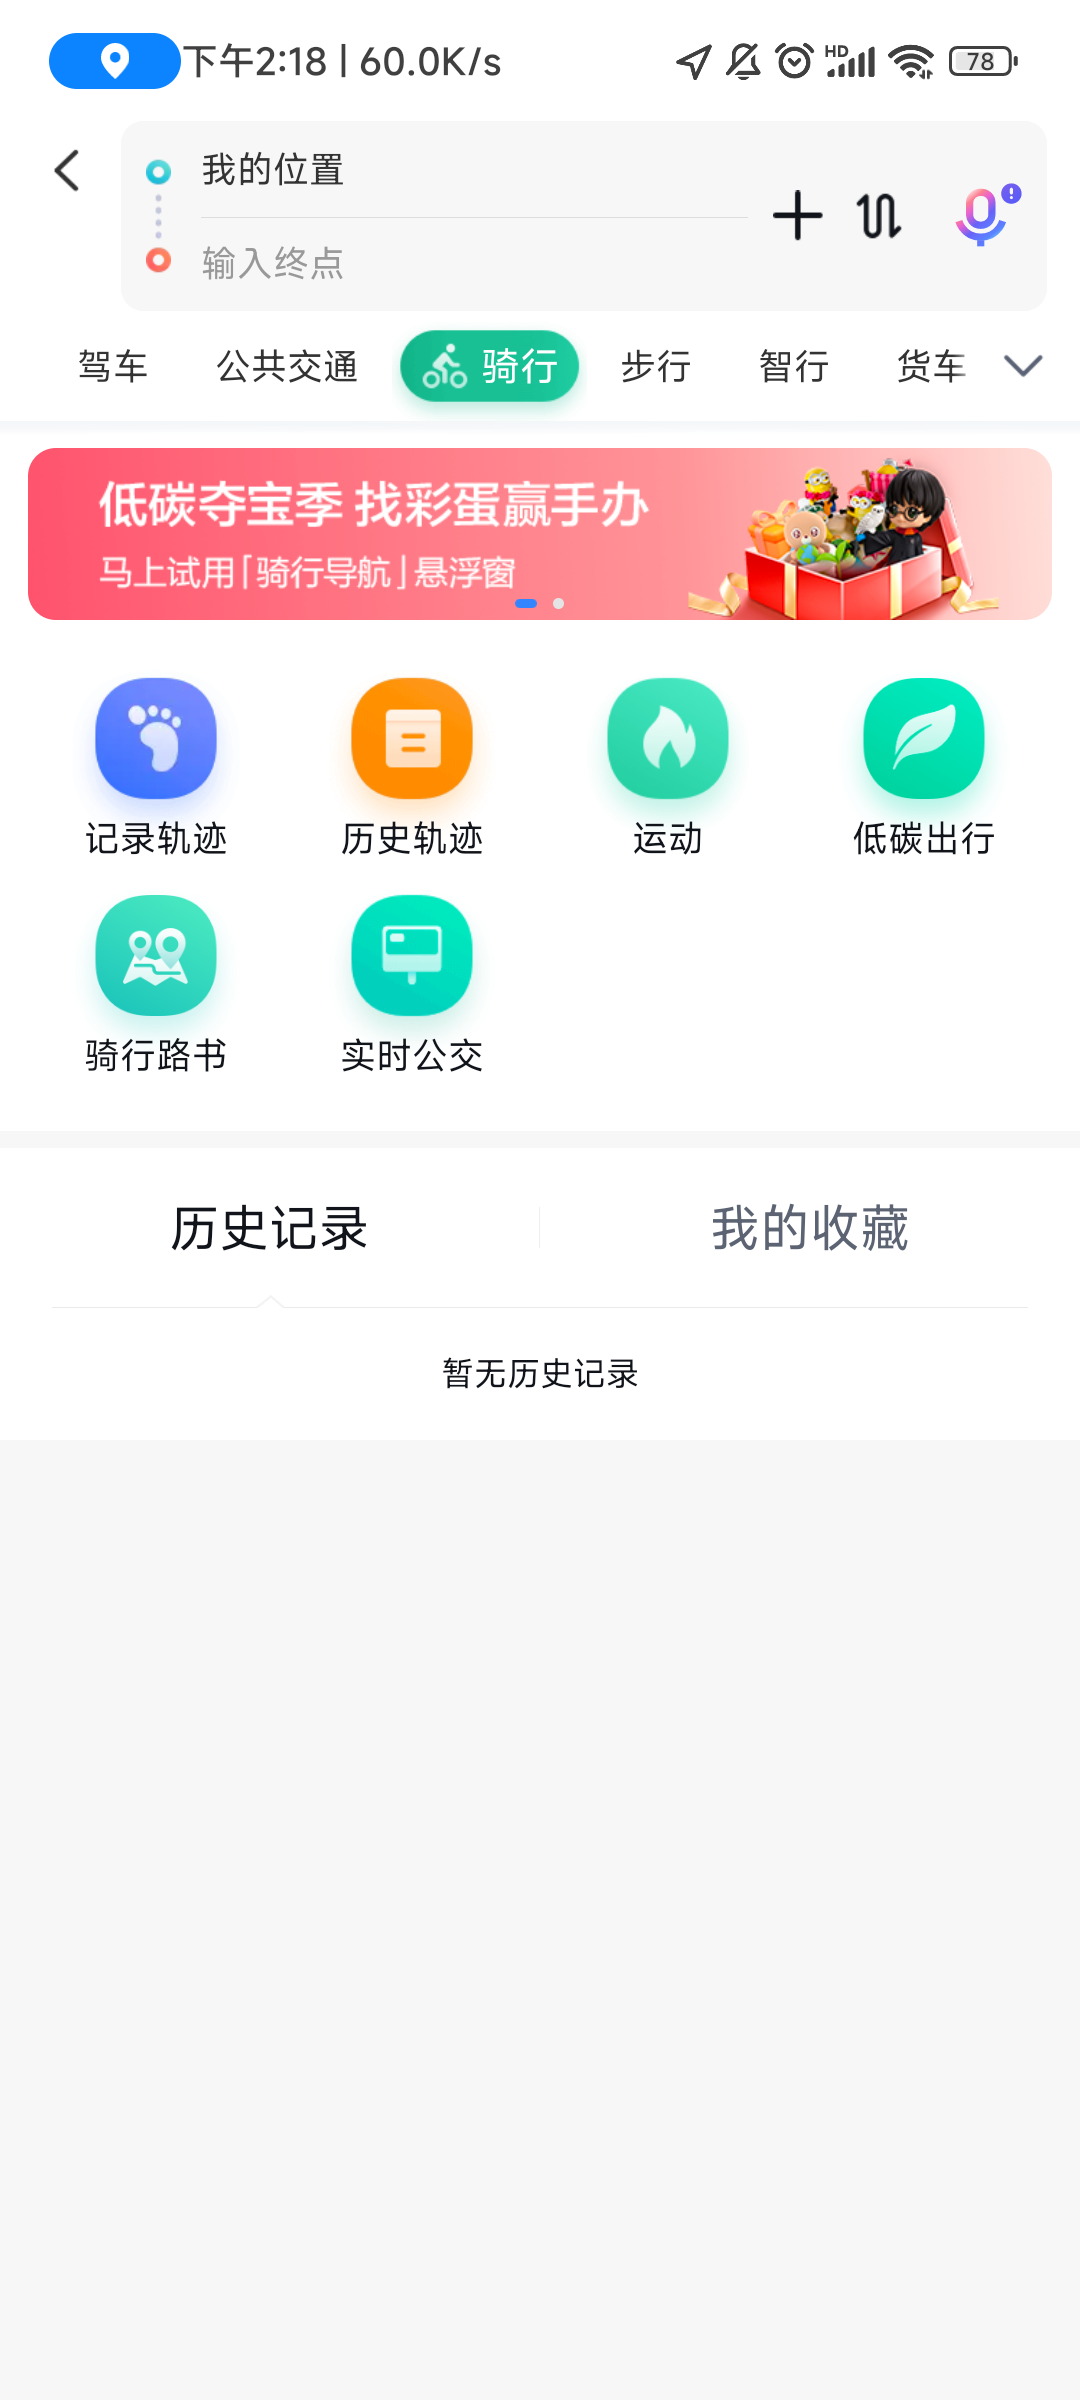 下午2:18 | 60.0K/s
HD
78
我的位置
输入终点
驾车 公共交通 骑行 步行 智行 货车
低碳夺宝季 找彩蛋赢手办
马上试用「骑行导航」悬浮窗
记录轨迹 历史轨迹 运动 低碳出行
骑行路书 实时公交
历史记录 我的收藏
暂无历史记录